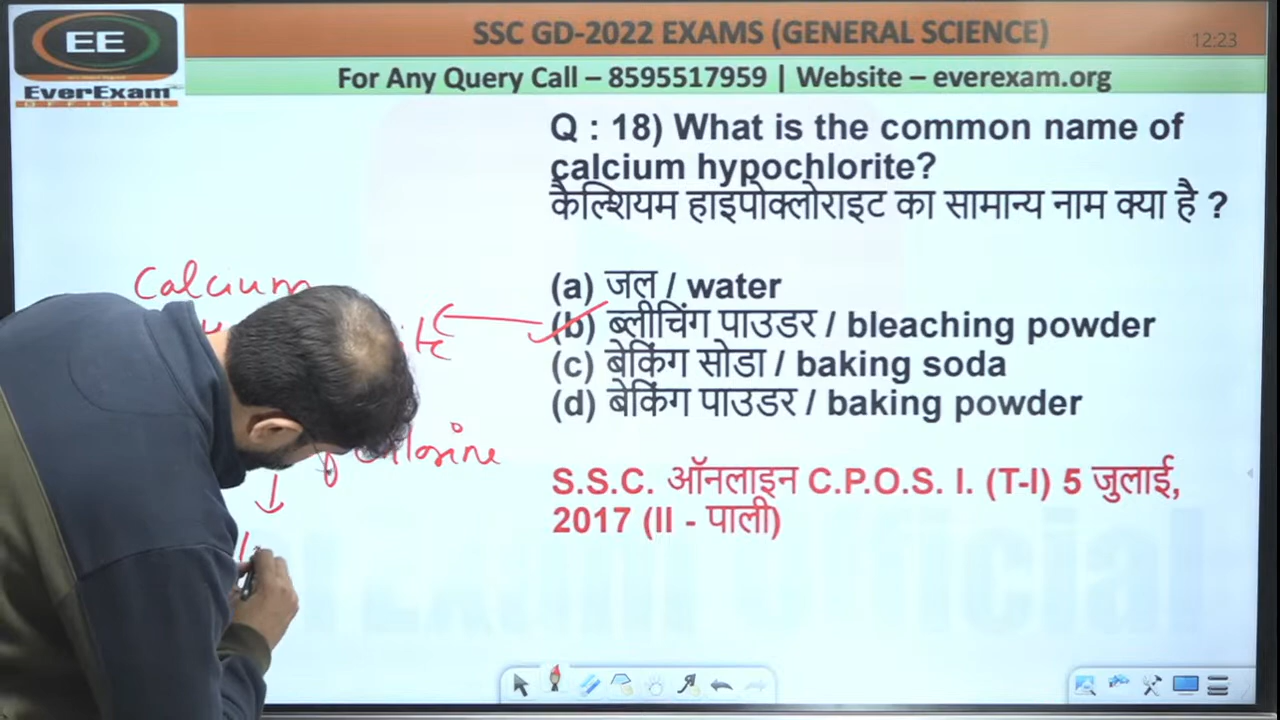 EE
EverExam
OFFICIAL
SSC GD-2022 EXAMS (GENERAL SCIENCE)
12:23
For Any Query Call – 8595517959 | Website – everexam.org
Q : 18) What is the common name of
calcium hypochlorite?
कैल्शियम हाइपोक्लोराइट का सामान्य नाम क्या है ?
(a) जल / water
(b) ब्लीचिंग पाउडर / bleaching powder
(c) बेकिंग सोडा / baking soda
(d) बेकिंग पाउडर / baking powder
S.S.C. ऑनलाइन C.P.O.S. I. (T-I) 5 जुलाई,
2017 (II - पाली)
Calcium
chlorine